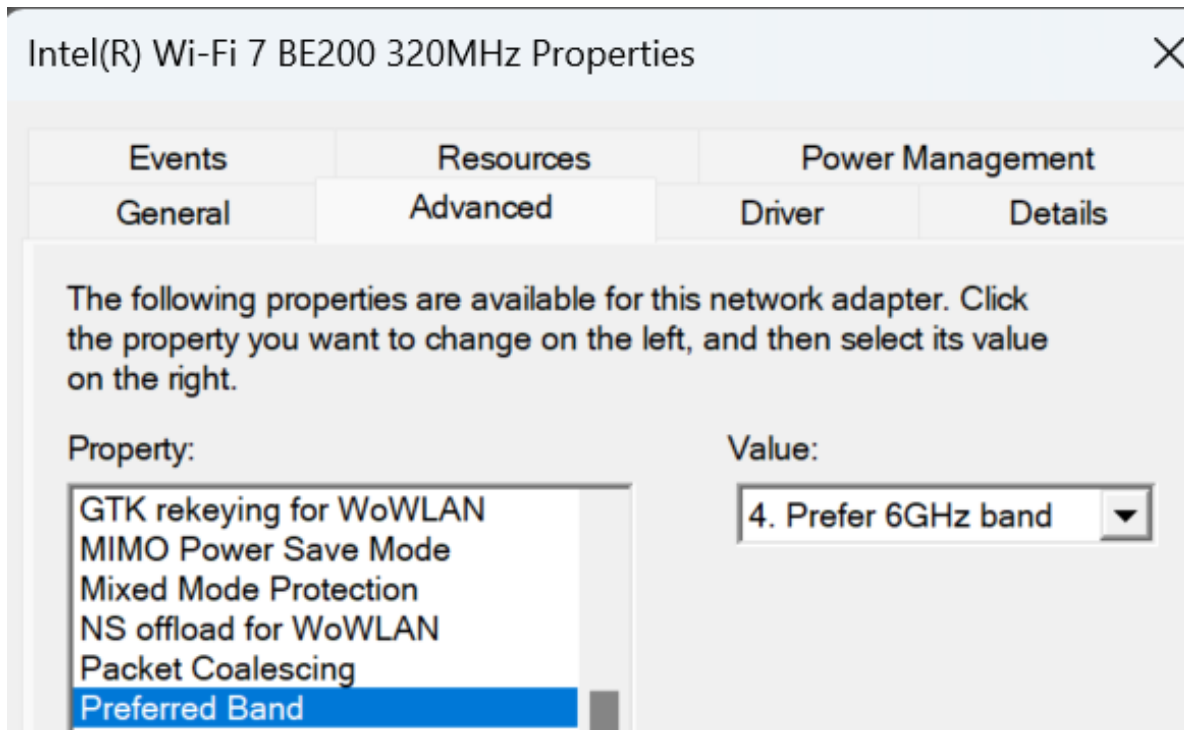 Intel(R) Wi-Fi 7 BE200 320MHz Properties
Events Resources Power Management
General Advanced Driver Details
The following properties are available for this network adapter. Click
the property you want to change on the left, and then select its value
on the right.
Property: Value:
GTK rekeying for WoWLAN 4. Prefer 6GHz band
MIMO Power Save Mode
Mixed Mode Protection
NS offload for WoWLAN
Packet Coalescing
Preferred Band